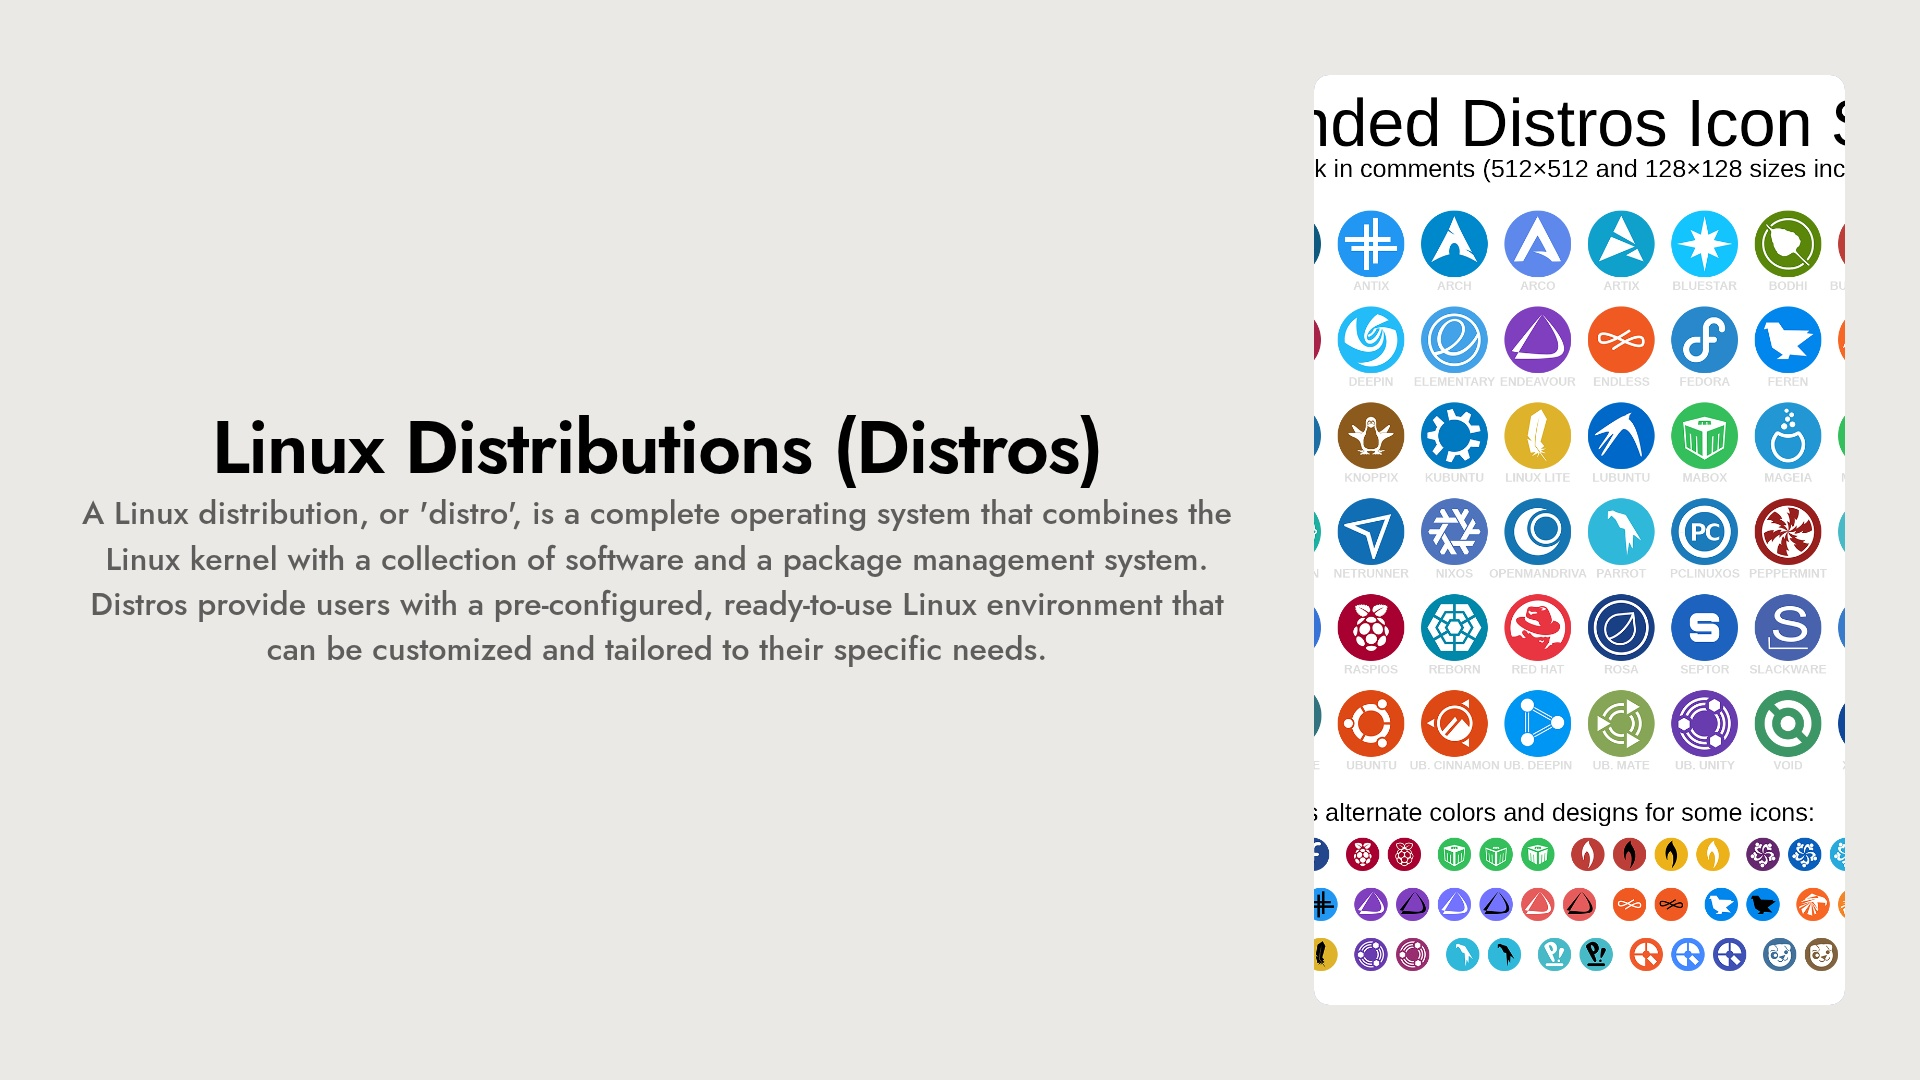 Linux Distributions (Distros)
A Linux distribution, or 'distro', is a complete operating system that combines the
Linux kernel with a collection of software and a package management system.
Distros provide users with a pre-configured, ready-to-use Linux environment that
can be customized and tailored to their specific needs.
nded Distros Icon S
k in comments (512×512 and 128×128 sizes inc
ANTIX ARCH ARCO ARTIX BLUESTAR BODHI BU
DEEPIN ELEMENTARY ENDEAVOUR ENDLESS FEDORA FEREN
KNOPPIX KUBUNTU LINUX LITE LUBUNTU MABOX MAGEIA
N NETRUNNER NIXOS OPENMANDRIVA PARROT PCLINUXOS PEPPERMINT
PC
RASPIOS REBORN RED HAT ROSA SEPTOR SLACKWARE
E UBUNTU UB. CINNAMON UB. DEEPIN UB. MATE UB. UNITY VOID
s alternate colors and designs for some icons: